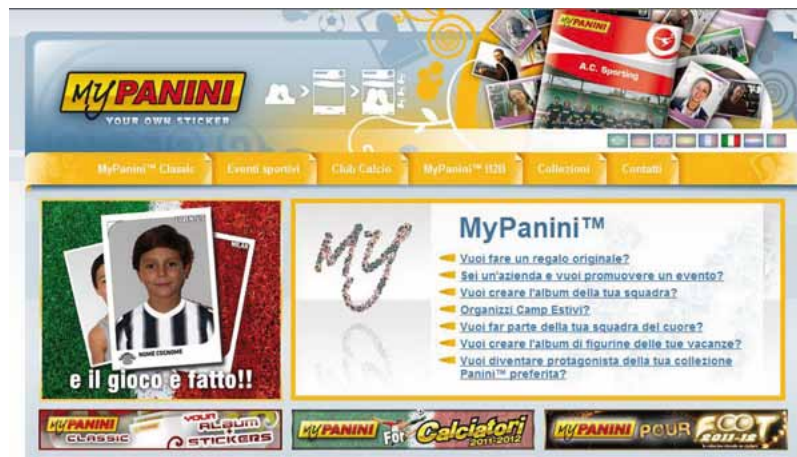 MYPANINI
YOUR OWN STICKER
MYPANINI
A.C. Sporting
MyPanini™ Classic
Eventi sportivi
Club Calcio
MyPanini™ B2B
Collezioni
Contatti
MILAN
NOME COGNOME
e il gioco è fatto!!
MY
MyPanini™
Vuoi fare un regalo originale?
Sei un'azienda e vuoi promuovere un evento?
Vuoi creare l'album della tua squadra?
Organizzi Camp Estivi?
Vuoi far parte della tua squadra del cuore?
Vuoi creare l'album di figurine delle tue vacanze?
Vuoi diventare protagonista della tua collezione
Panini™ preferita?
MYPANINI
CLASSIC
YOUR
ALBUM
+
STICKERS
MYPANINI For Calciatori
2011-2012
MYPANINI POUR FOOT
2011-12